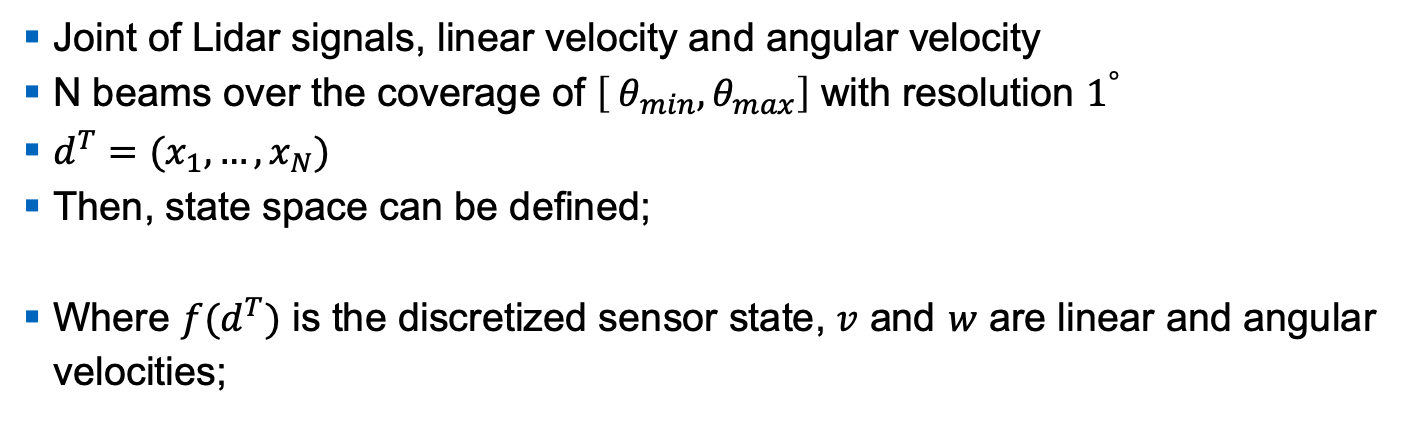 ▪ Joint of Lidar signals, linear velocity and angular velocity
▪ N beams over the coverage of [ θ_min, θ_max] with resolution 1°
▪ d^T = (x_1, … , x_N)
▪ Then, state space can be defined;
▪ Where f(d^T) is the discretized sensor state, v and w are linear and angular
velocities;